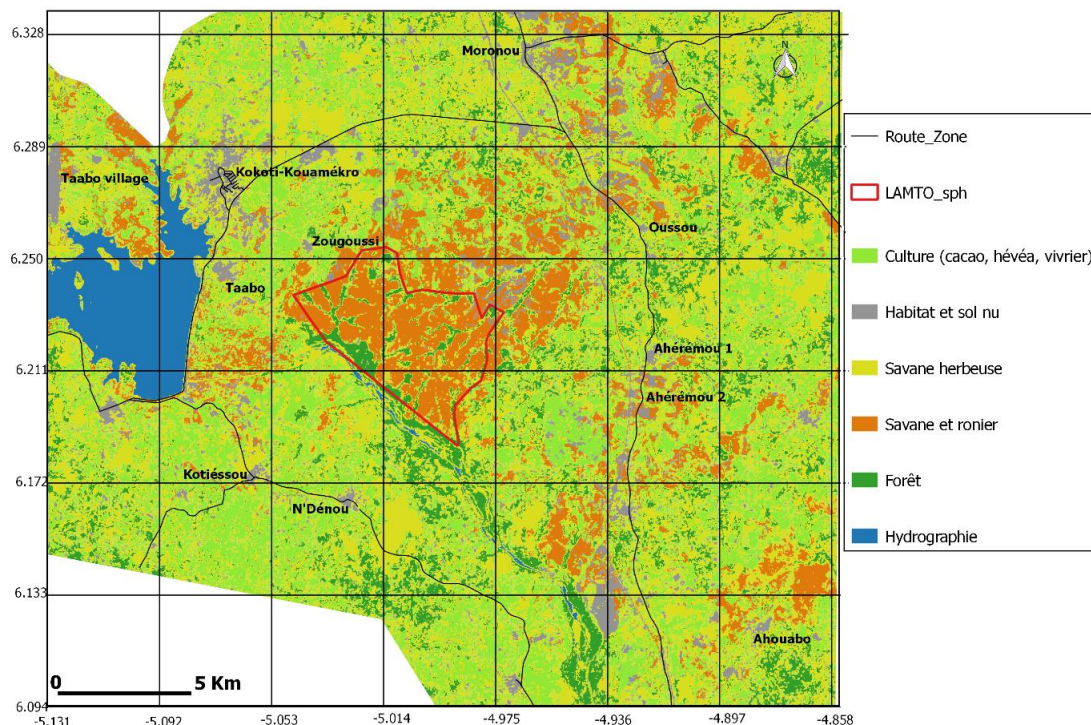 6.328
6.289
6.250
6.211
6.172
6.133
6.094
Moronou
N
Taabo village
Kokoti-Kouamékro
Oussou
Zougoussi
Taabo
Ahérémou 1
Ahérémou 2
Kotiéssou
N'Dénou
Ahouabo
0 5 Km
-5.131 -5.092 -5.053 -5.014 -4.975 -4.936 -4.897 -4.858
Route_Zone
LAMTO_sph
Culture (cacao, hévéa, vivrier)
Habitat et sol nu
Savane herbeuse
Savane et ronier
Forêt
Hydrographie